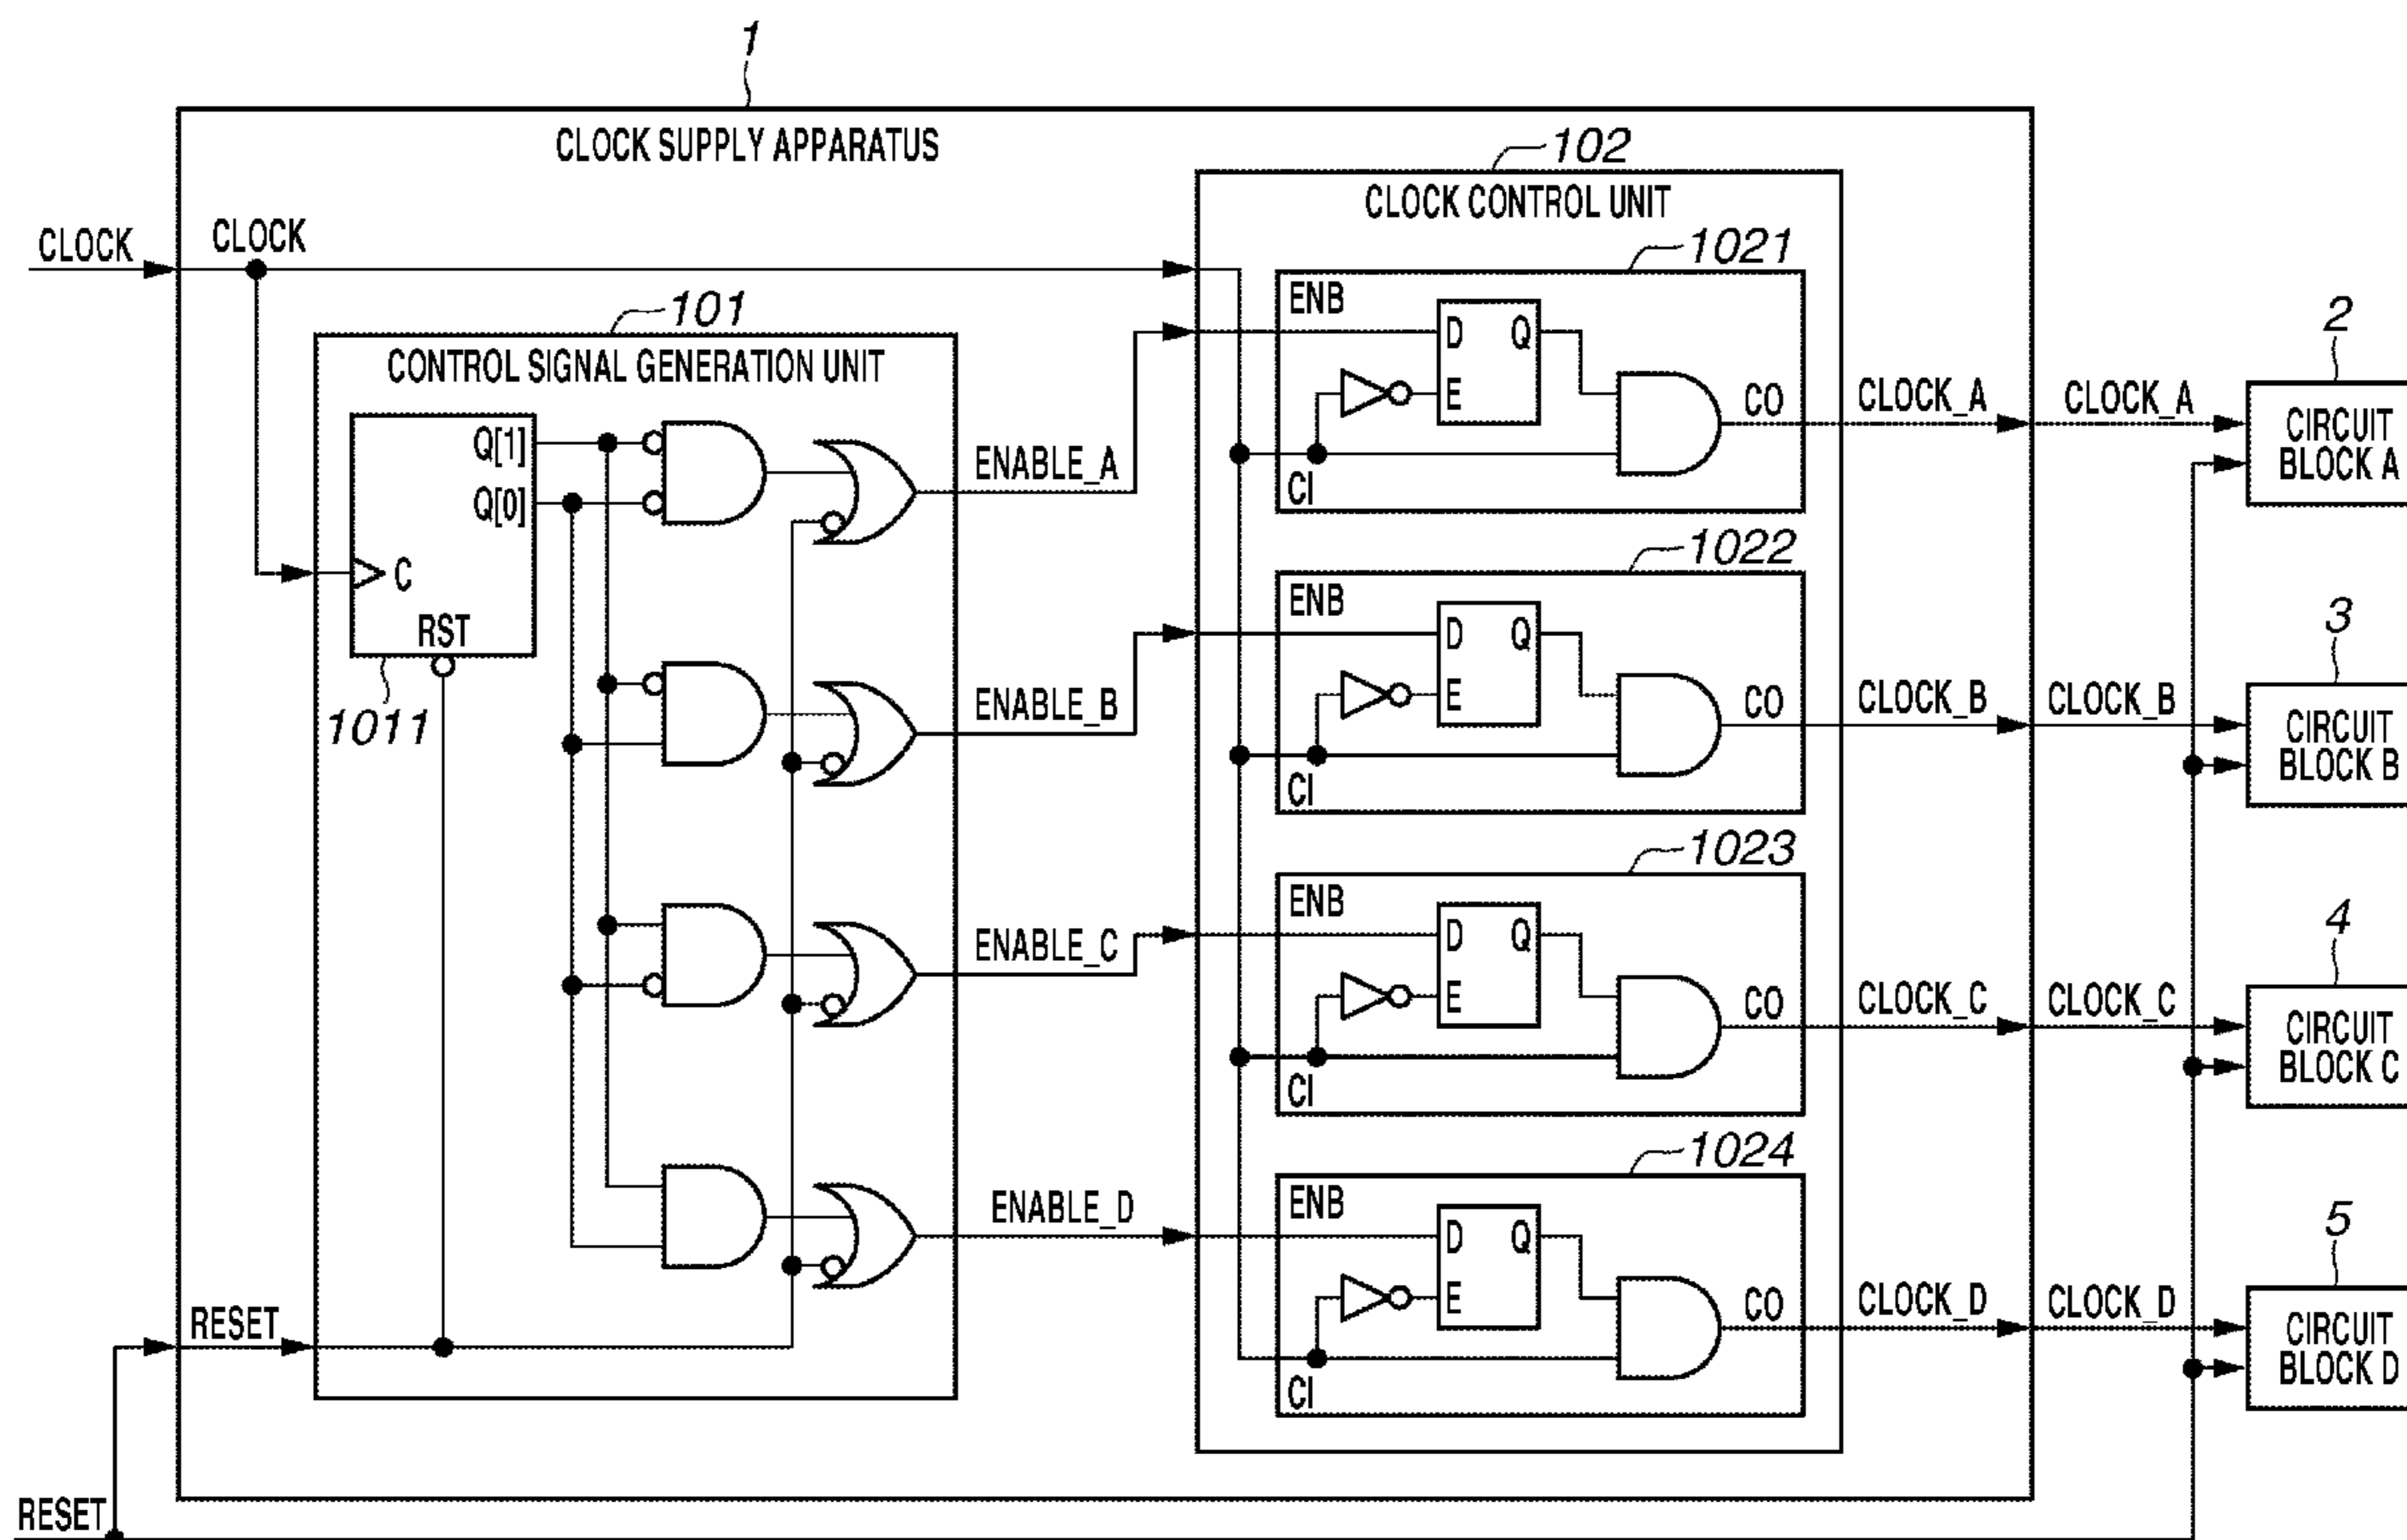 1
CLOCK SUPPLY APPARATUS
102
CLOCK CONTROL UNIT
CLOCK
CLOCK
101
CONTROL SIGNAL GENERATION UNIT
Q[1]
Q[0]
C
RST
1011
ENABLE_A
ENABLE_B
ENABLE_C
ENABLE_D
RESET
RESET
1021
ENB
D
Q
E
CI
CO
CLOCK_A
CLOCK_A
2
CIRCUIT
BLOCK A
1022
ENB
D
Q
E
CI
CO
CLOCK_B
CLOCK_B
3
CIRCUIT
BLOCK B
1023
ENB
D
Q
E
CI
CO
CLOCK_C
CLOCK_C
4
CIRCUIT
BLOCK C
1024
ENB
D
Q
E
CI
CO
CLOCK_D
CLOCK_D
5
CIRCUIT
BLOCK D